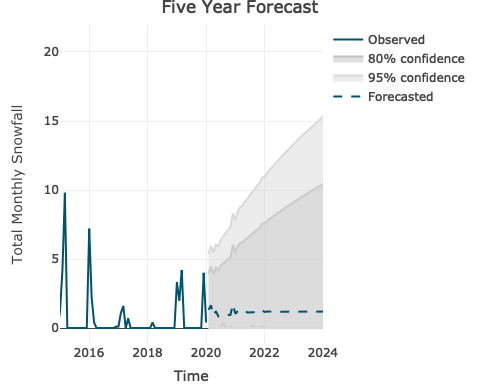 Five Year Forecast
Observed
80% confidence
95% confidence
Forecasted
Total Monthly Snowfall
20
15
10
5
0
2016 2018 2020 2022 2024
Time